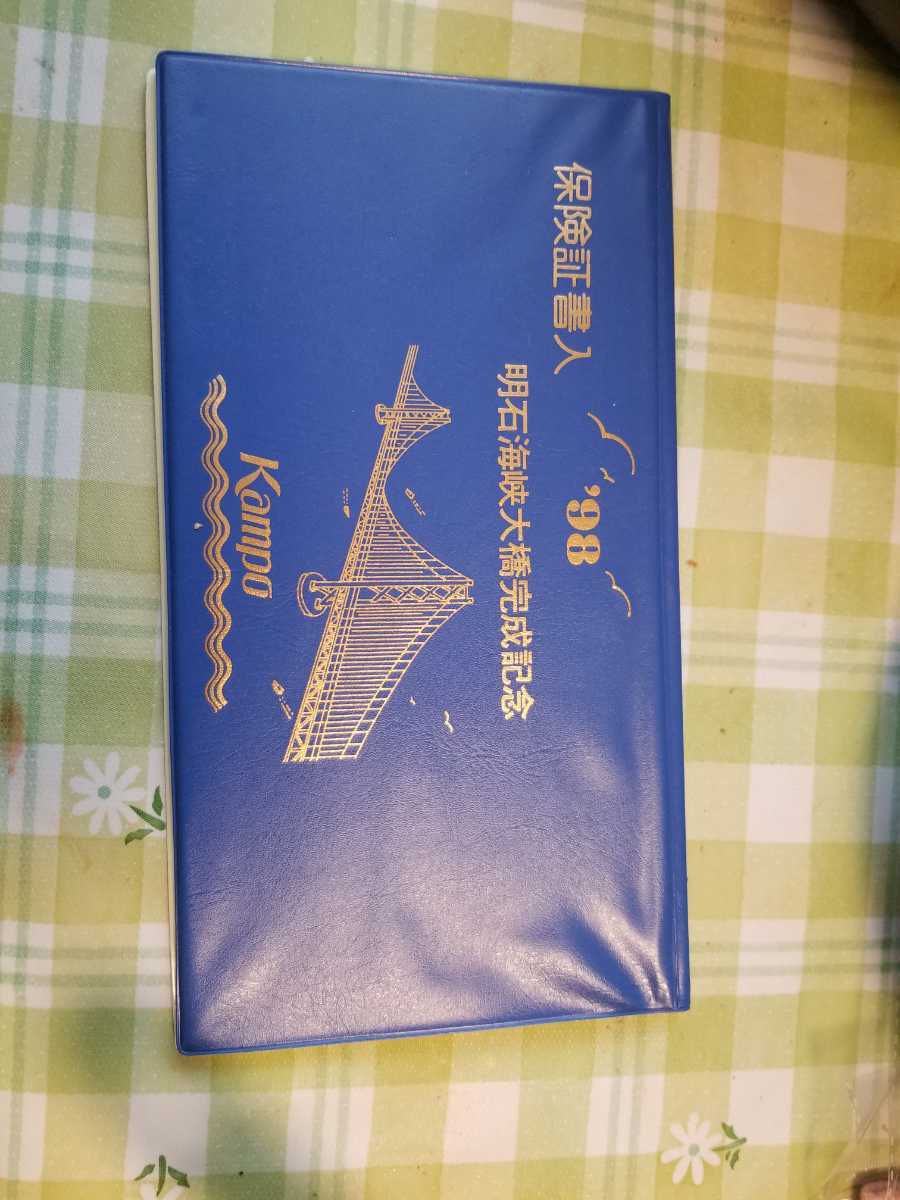 保険証書入
'98
明石海峡大橋完成記念
Kampo